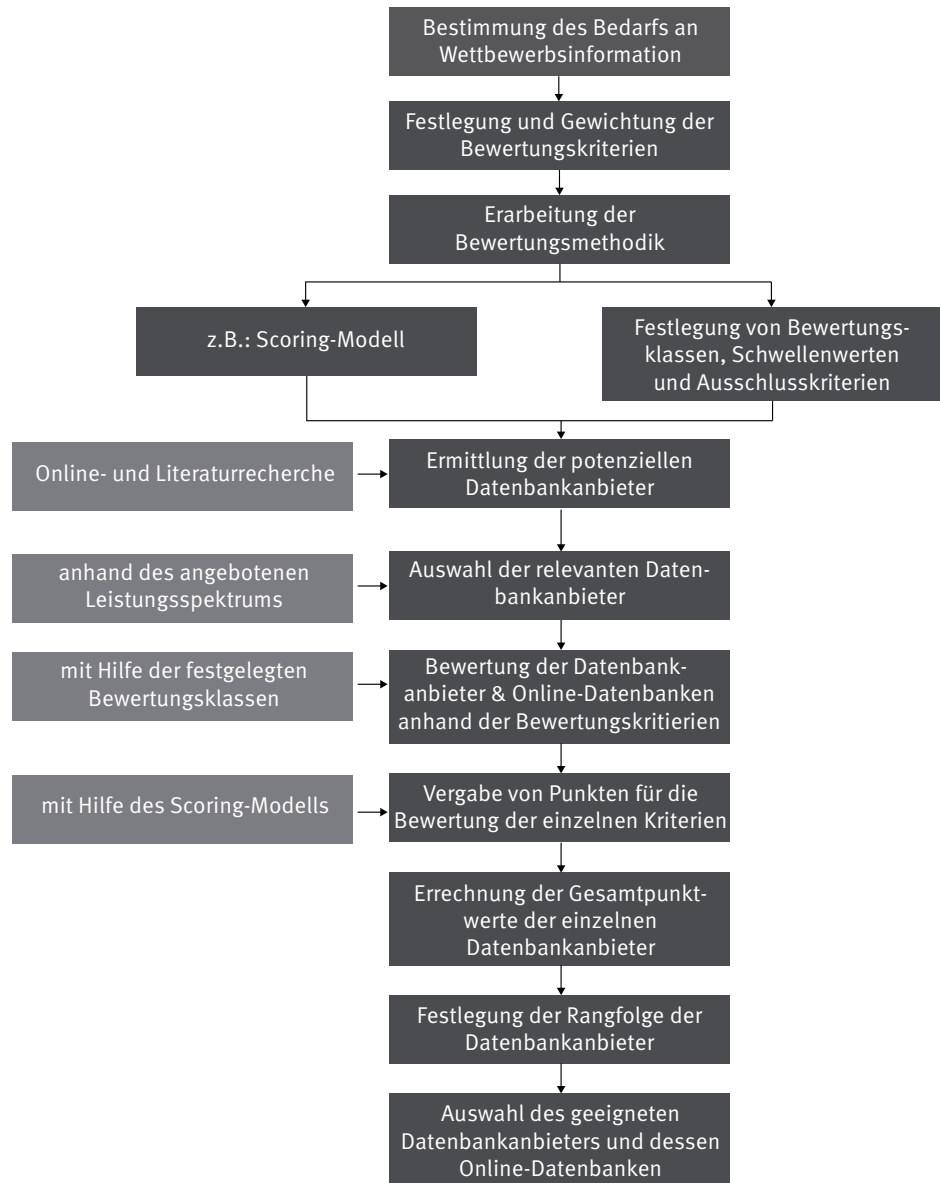 Bestimmung des Bedarfs an
Wettbewerbsinformation
Festlegung und Gewichtung der
Bewertungskriterien
Erarbeitung der
Bewertungsmethodik
z.B.: Scoring-Modell
Festlegung von Bewertungs-
klassen, Schwellenwerten
und Ausschlusskriterien
Online- und Literaturrecherche
Ermittlung der potenziellen
Datenbankanbieter
anhand des angebotenen
Leistungsspektrums
Auswahl der relevanten Daten-
bankanbieter
mit Hilfe der festgelegten
Bewertungsklassen
Bewertung der Datenbank-
anbieter & Online-Datenbanken
anhand der Bewertungskritierien
mit Hilfe des Scoring-Modells
Vergabe von Punkten für die
Bewertung der einzelnen Kriterien
Errechnung der Gesamtpunkt-
werte der einzelnen
Datenbankanbieter
Festlegung der Rangfolge der
Datenbankanbieter
Auswahl des geeigneten
Datenbankanbieters und dessen
Online-Datenbanken